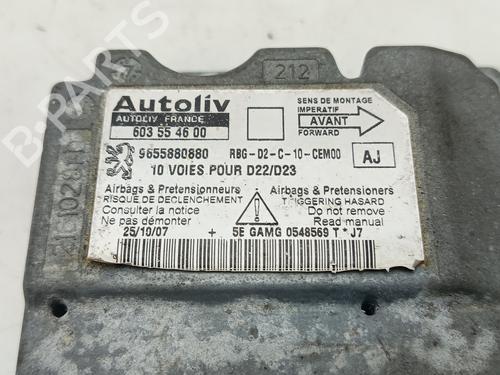 212
Autoliv
AUTOLIV FRANCE
603 55 46 00
SENS DE MONTAGE
IMPERATIF
AVANT
FORWARD
9655880880 RBG-D2-C-10-CEM00
AJ
10 VOIES POUR D22/D23
Airbags & Pretensionneurs
RISQUE DE DECLENCHEMENT
Consulter la notice
Ne pas démonter
Airbags & Pretensioners
TRIGGERING HASARD
Do not remove
Read manual
25/10/07 + 5E GAMG 0548569 T * J7
B-PARTS